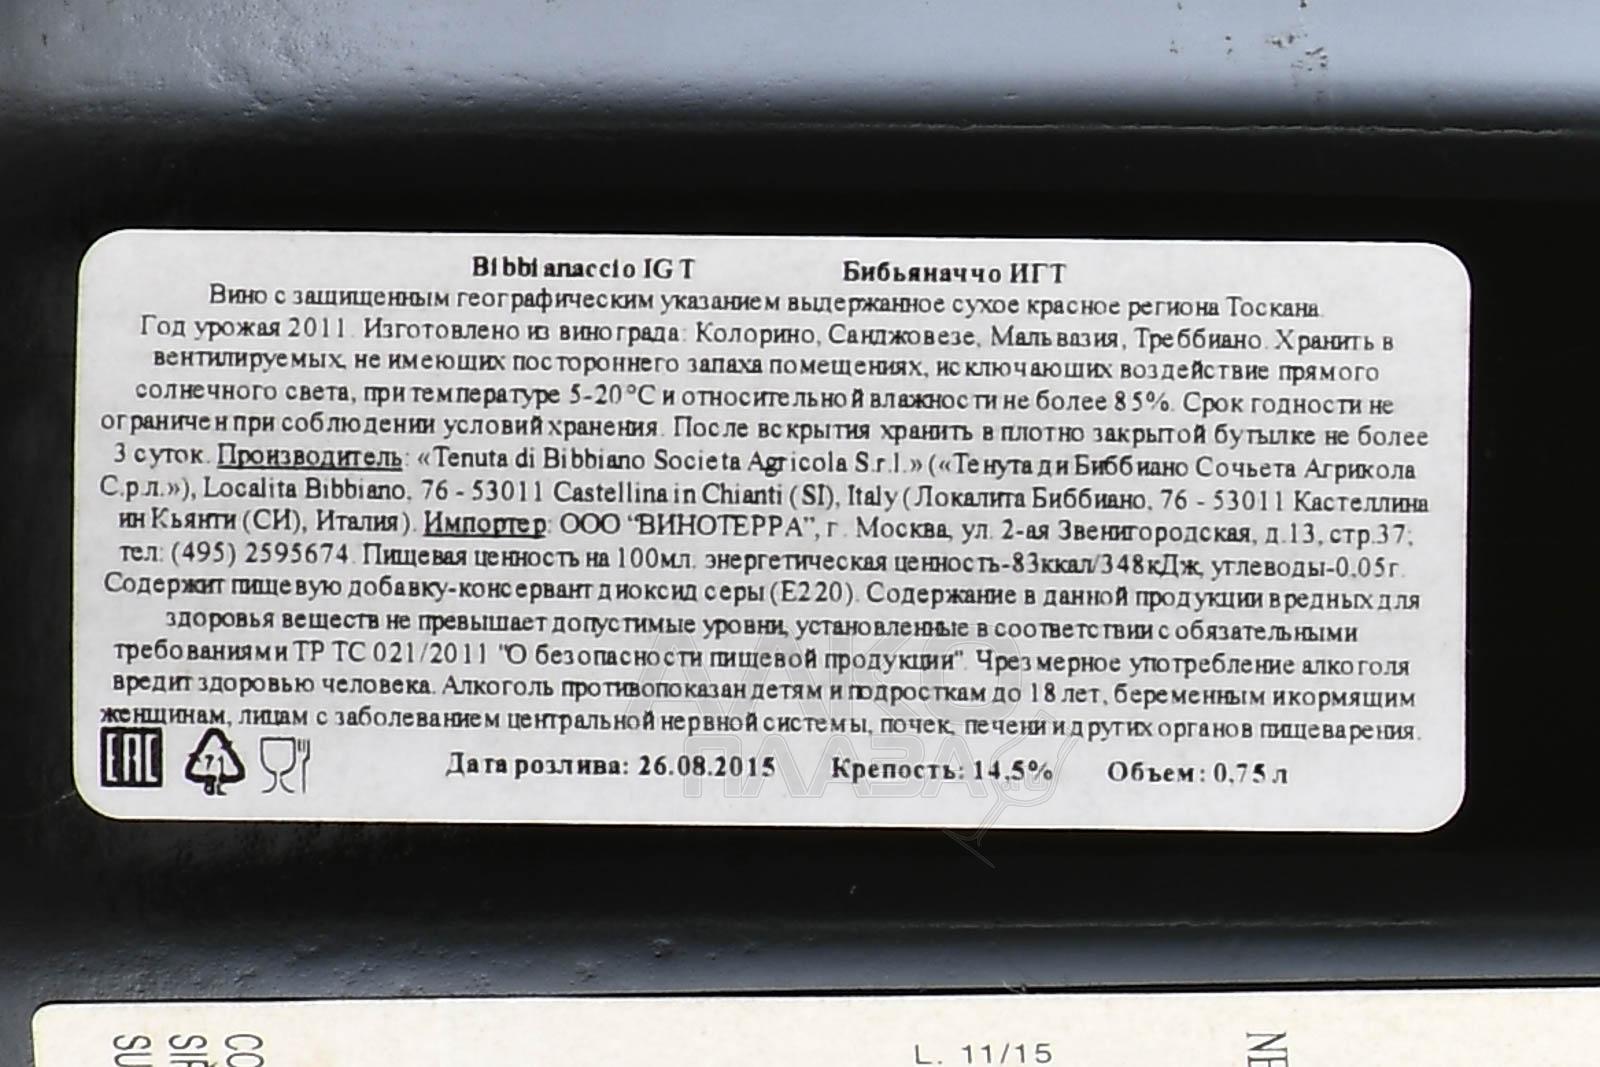 Bibbianaccio IGT Бибьяначчо ИГТ
Вино с защищенным географическим указанием выдержанное сухое красное региона Тоскана.
Год урожая 2011. Изготовлено из винограда: Колорино, Санджовезе, Мальвазия, Треббиано. Хранить в
вентилируемых, не имеющих постороннего запаха помещениях, исключающих воздействие прямого
солнечного света, при температуре 5-20°С и относительной влажности не более 85%. Срок годности не
ограничен при соблюдении условий хранения. После вскрытия хранить в плотно закрытой бутылке не более
3 суток. Производитель: «Tenuta di Bibbiano Societa Agricola S.r.l.» («Тенута ди Биббиано Сочьета Агрикола
С.р.л.»), Localita Bibbiano, 76 - 53011 Castellina in Chianti (SI), Italy (Локалита Биббиано, 76 - 53011 Кастеллина
ин Кьянти (СИ), Италия). Импортер: ООО "ВИНОТЕРРА", г. Москва, ул. 2-ая Звенигородская, д.13, стр.37;
тел: (495) 2595674. Пищевая ценность на 100мл: энергетическая ценность-83ккал/348кДж, углеводы-0,05г.
Содержит пищевую добавку-консервант диоксид серы (Е220). Содержание в данной продукции вредных для
здоровья веществ не превышает допустимые уровни, установленные в соответствии с обязательными
требованиями ТР ТС 021/2011 "О безопасности пищевой продукции". Чрезмерное употребление алкоголя
вредит здоровью человека. Алкоголь противопоказан детям и подросткам до 18 лет, беременным и кормящим
женщинам, лицам с заболеванием центральной нервной системы, почек, печени и других органов пищеварения.
EAC 71 Дата розлива: 26.08.2015 Крепость: 14,5% Объем: 0,75 л
АЛКО
ПЛАЗА.RU
L. 11/15